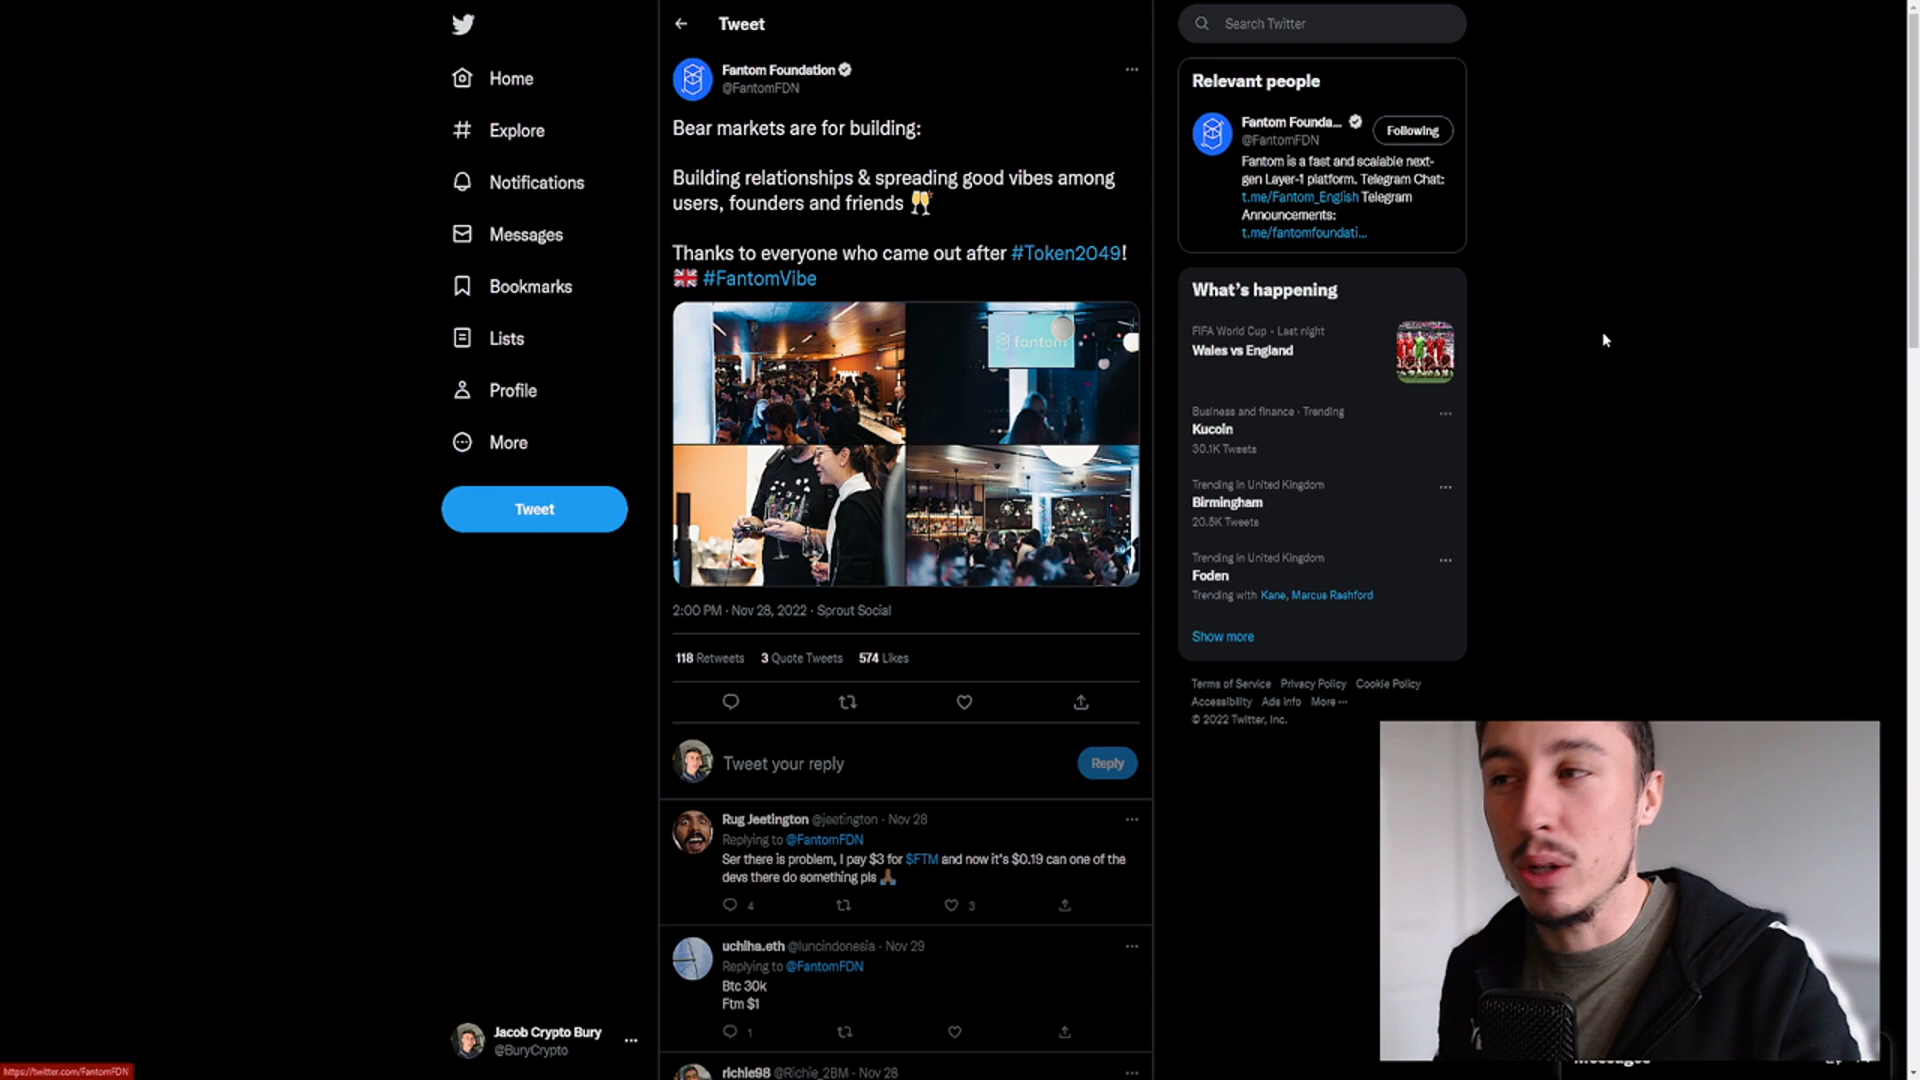 Home
Explore
Notifications
Messages
Bookmarks
Lists
Profile
More
Tweet
Jacob Crypto Bury
@BuryCrypto
https://twitter.com/FantomFDN
Tweet
Fantom Foundation
@FantomFDN
Bear markets are for building:
Building relationships & spreading good vibes among
users, founders and friends 🥂
Thanks to everyone who came out after #Token2049!
🇬🇧 #FantomVibe
fantom
2:00 PM · Nov 28, 2022 · Sprout Social
118 Retweets 3 Quote Tweets 574 Likes
Tweet your reply
Reply
Rug Jeetington @jeetington · Nov 28
Replying to @FantomFDN
Ser there is problem, I pay $3 for $FTM and now it's $0.19 can one of the
devs there do something pls 🙏🏾
4
3
uchiha.eth @luncindonesia · Nov 29
Replying to @FantomFDN
Btc 30k
Ftm $1
1
richie98 @Richie_2BM · Nov 28
Search Twitter
Relevant people
Fantom Founda...
Following
@FantomFDN
Fantom is a fast and scalable next-
gen Layer-1 platform. Telegram Chat:
t.me/Fantom_English Telegram
Announcements:
t.me/fantomfoundati...
What's happening
FIFA World Cup · Last night
Wales vs England
Business and finance · Trending
Kucoin
30.1K Tweets
Trending in United Kingdom
Birmingham
20.5K Tweets
Trending in United Kingdom
Foden
Trending with Kane, Marcus Rashford
Show more
Terms of Service Privacy Policy Cookie Policy
Accessibility Ads info More ···
© 2022 Twitter, Inc.
Messages